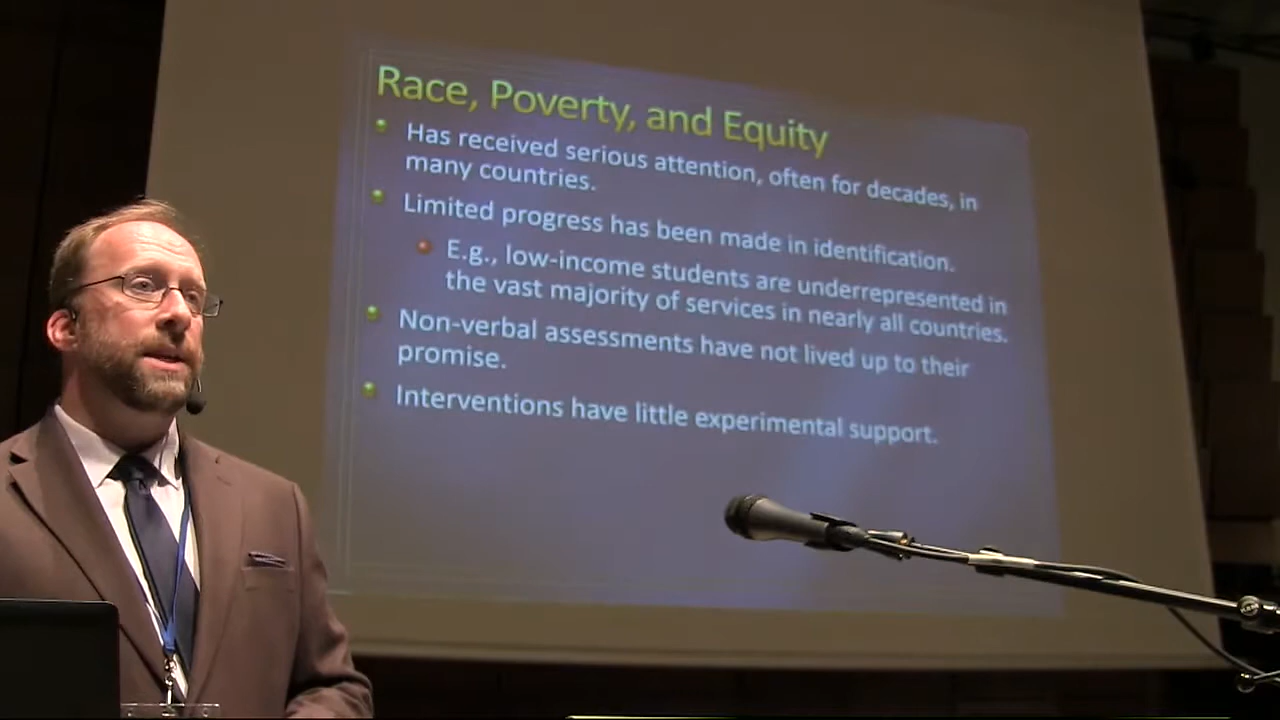 Race, Poverty, and Equity
Has received serious attention, often for decades, in
many countries.
Limited progress has been made in identification.
E.g., low-income students are underrepresented in
the vast majority of services in nearly all countries.
Non-verbal assessments have not lived up to their
promise.
Interventions have little experimental support.